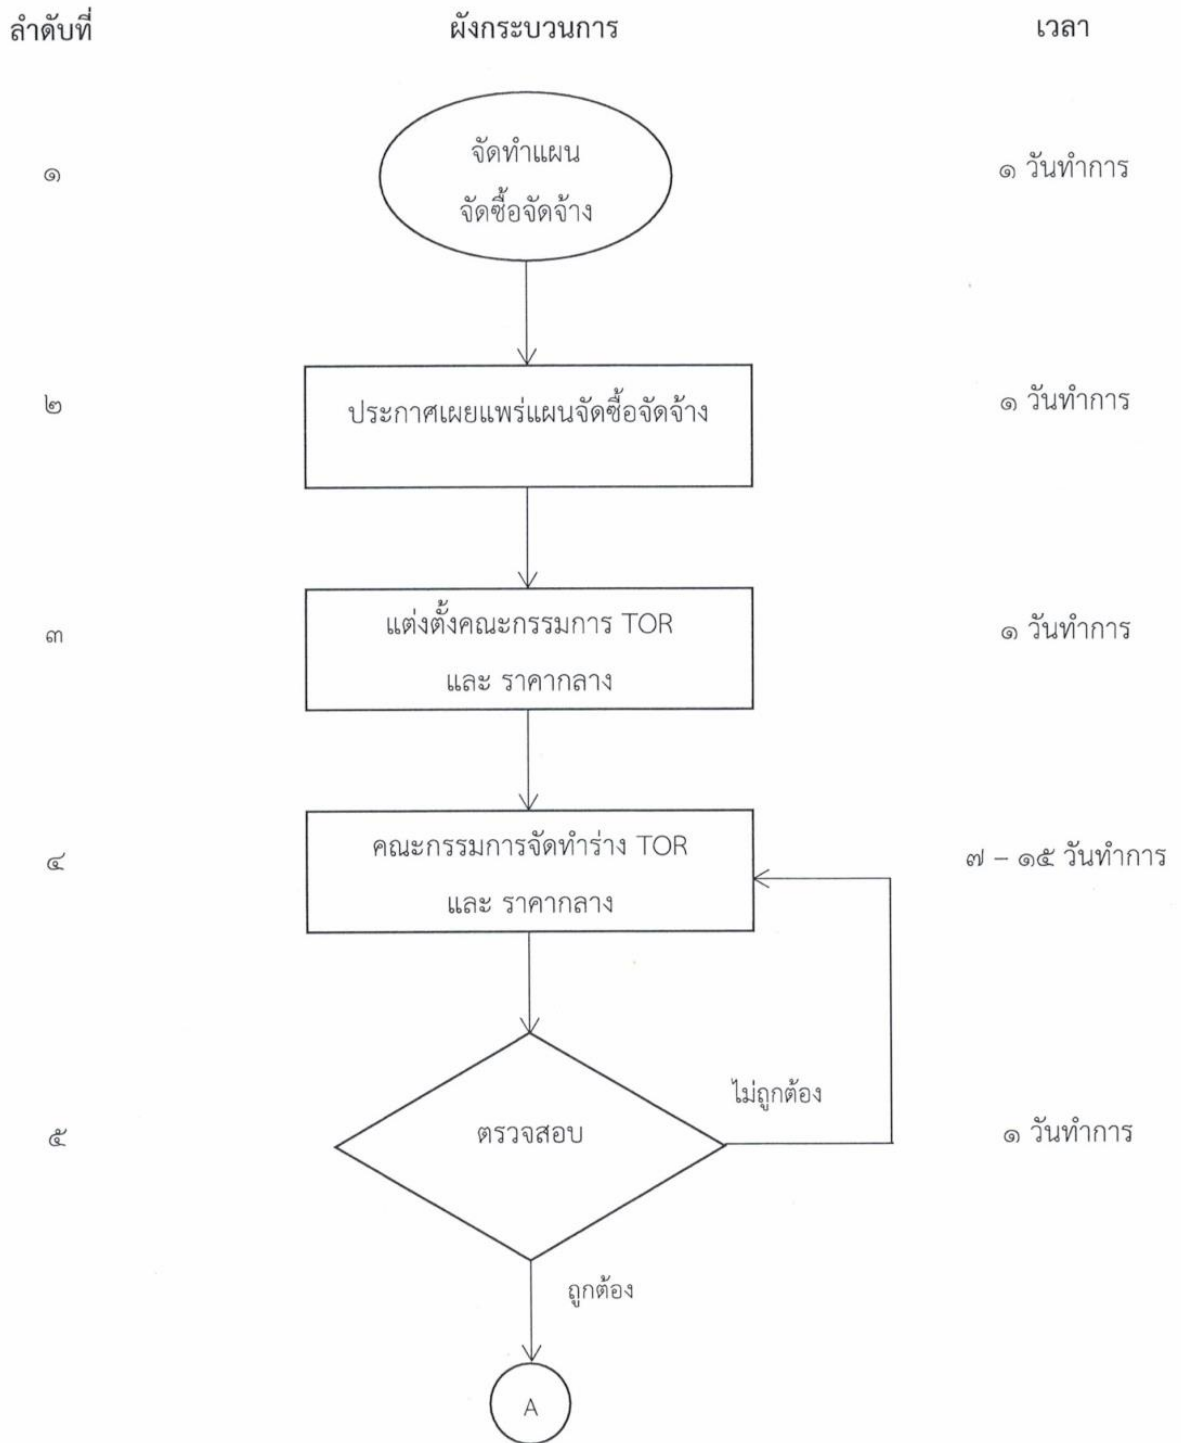 ลำดับที่ ผังกระบวนการ เวลา
๑ จัดทำแผน ๑ วันทำการ
จัดซื้อจัดจ้าง
๒ ประกาศเผยแพร่แผนจัดซื้อจัดจ้าง ๑ วันทำการ
๓ แต่งตั้งคณะกรรมการ TOR ๑ วันทำการ
และ ราคากลาง
๔ คณะกรรมการจัดทำร่าง TOR ๗ – ๑๕ วันทำการ
และ ราคากลาง
ไม่ถูกต้อง
๕ ตรวจสอบ ๑ วันทำการ
ถูกต้อง
A